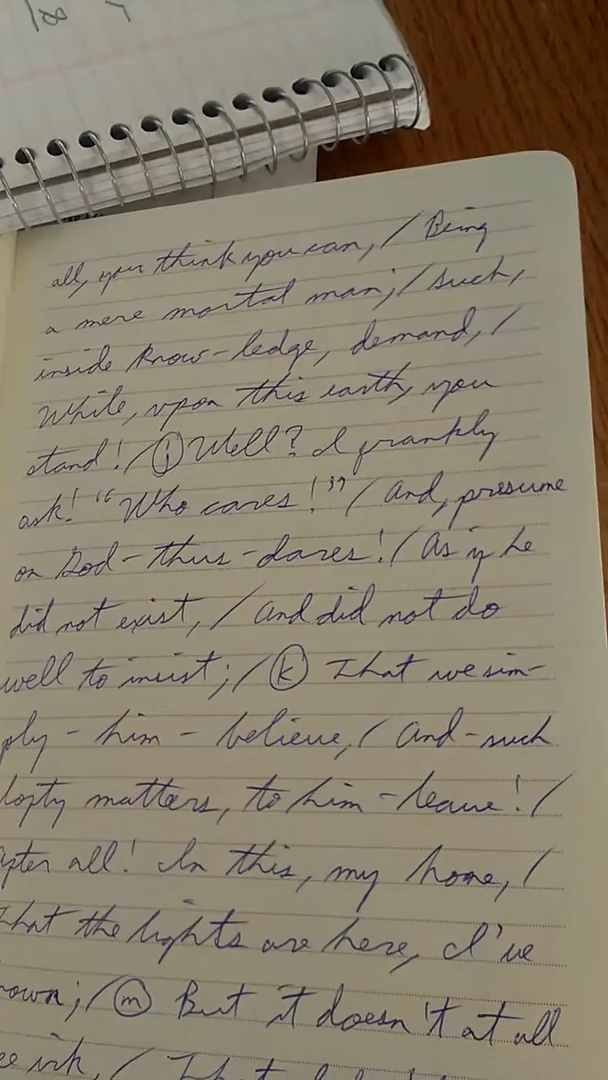 all, you think you can, / Being
a mere mortal man; / Such,
inside know-ledge, demand, /
While, upon this earth, you
stand! / (j) Well? I frankly
ask! "Who cares!" / And, presume
on God-thus-dares! / As if he
did not exist, / and did not do
well to insist; / (k) That we sim-
ply-him-believe, / And-such
lofty matters, to him-leave! /
After all! In this, my home, /
That the lights are here, I've
nown; / (m) But it doesn't at all